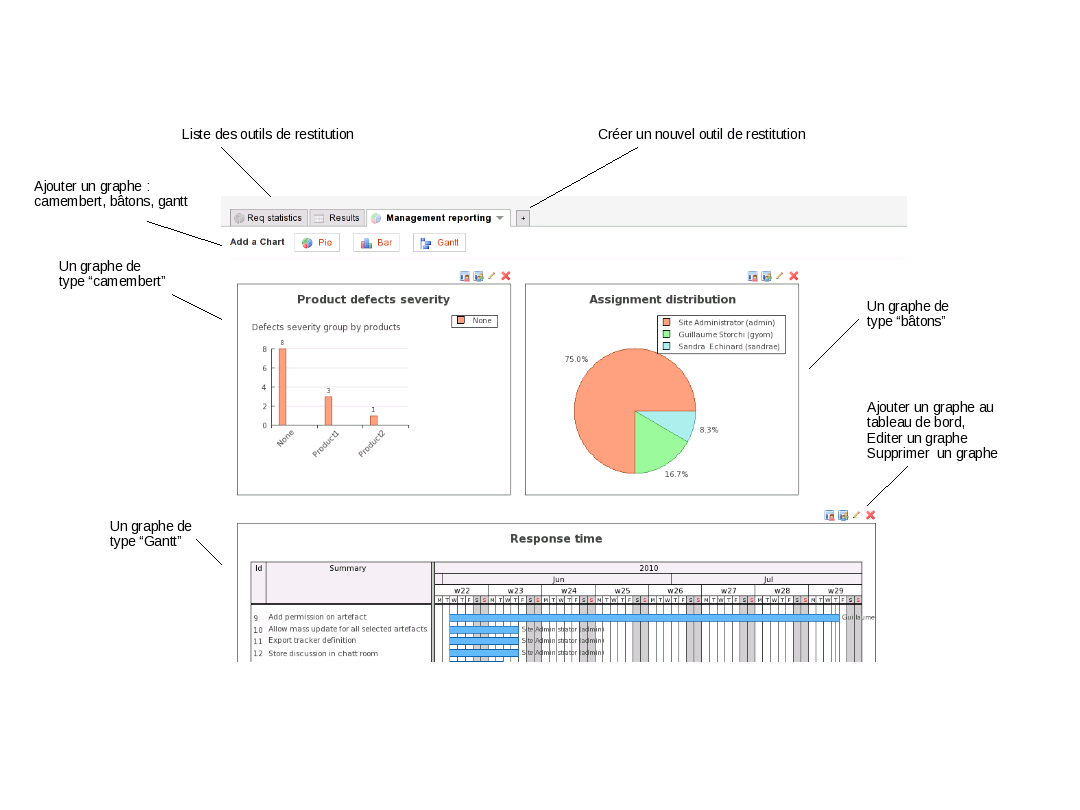 Liste des outils de restitution
Créer un nouvel outil de restitution
Ajouter un graphe :
camembert, bâtons, gantt
Req statistics
Results
Management reporting
+
Add a Chart
Pie
Bar
Gantt
Un graphe de
type “camembert”
Product defects severity
None
Defects severity group by products
8
6
4
2
0
8
3
1
None
Product1
Product2
Assignment distribution
Site Administrator (admin)
Guillaume Storchi (gyom)
Sandra Echinard (sandrae)
75.0%
8.3%
16.7%
Un graphe de
type “bâtons”
Ajouter un graphe au
tableau de bord,
Editer un graphe
Supprimer un graphe
Un graphe de
type “Gantt”
Response time
Id
Summary
2010
Jun
Jul
w22 w23 w24 w25 w26 w27 w28 w29
M T W T F S S M T W T F S S M T W T F S S M T W T F S S M T W T F S S M T W T F S S M T W T F S S M T W T F S S
9 Add permission on artefact Guillaume
10 Allow mass update for all selected artefacts Site Administrator (admin)
11 Export tracker definition Site Administrator (admin)
12 Store discussion in chatt room Site Administrator (admin)